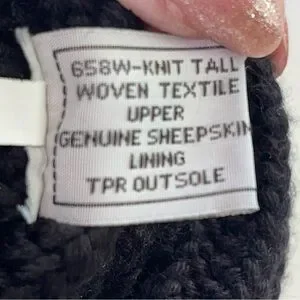 658W-KNIT TALL
WOVEN TEXTILE
UPPER
GENUINE SHEEPSKIN
LINING
TPR OUTSOLE